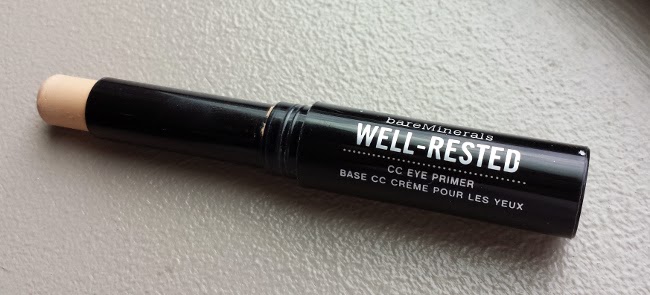 bareMinerals
WELL-RESTED
CC EYE PRIMER
BASE CC CRÈME POUR LES YEUX